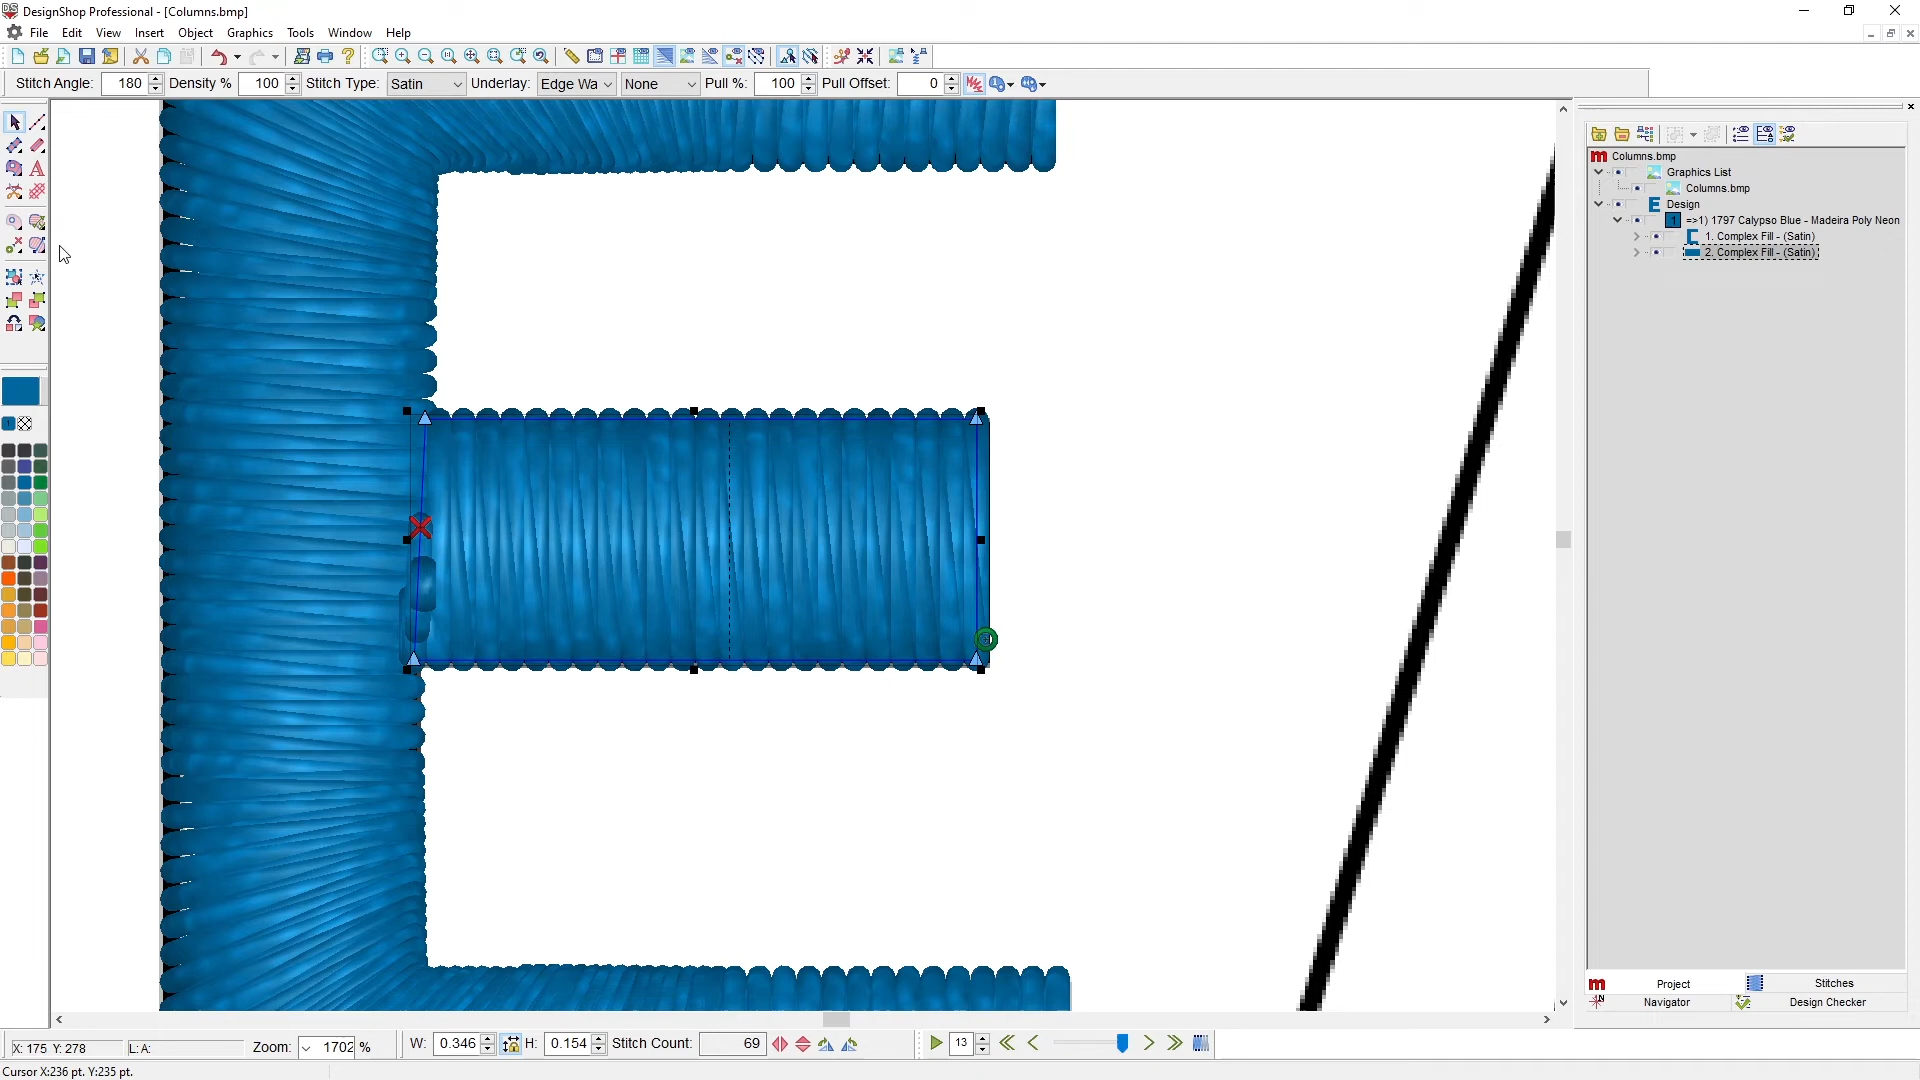 DesignShop Professional - [Columns.bmp]
File Edit View Insert Object Graphics Tools Window Help
Stitch Angle: 180 Density % 100 Stitch Type: Satin Underlay: Edge Wa None Pull %: 100 Pull Offset: 0
Columns.bmp
Graphics List
Columns.bmp
Design
1 =>1) 1797 Calypso Blue - Madeira Poly Neon
1. Complex Fill - (Satin)
2. Complex Fill - (Satin)
Project Stitches
Navigator Design Checker
X: 175 Y: 278 L: A: Zoom: 1702 % W: 0.346 H: 0.154 Stitch Count: 69 13
Cursor X:236 pt. Y:235 pt.